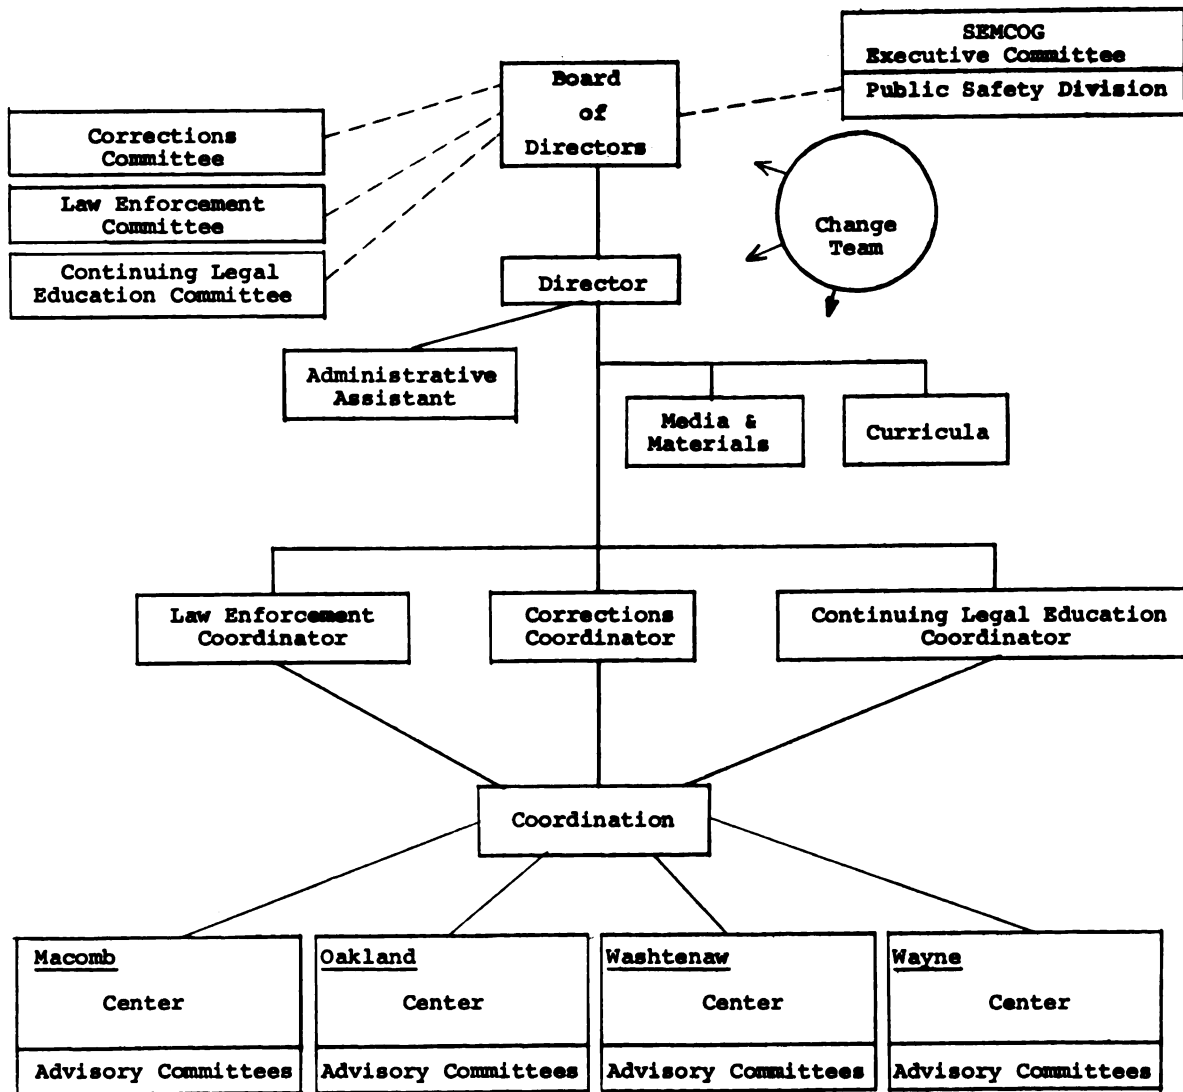 SEMCOG
Executive Committee
Public Safety Division
Board
of
Directors
Corrections
Committee
Law Enforcement
Committee
Continuing Legal
Education Committee
Change
Team
Director
Administrative
Assistant
Media &
Materials
Curricula
Law Enforcement
Coordinator
Corrections
Coordinator
Continuing Legal Education
Coordinator
Coordination
Macomb
Center
Advisory Committees
Oakland
Center
Advisory Committees
Washtenaw
Center
Advisory Committees
Wayne
Center
Advisory Committees